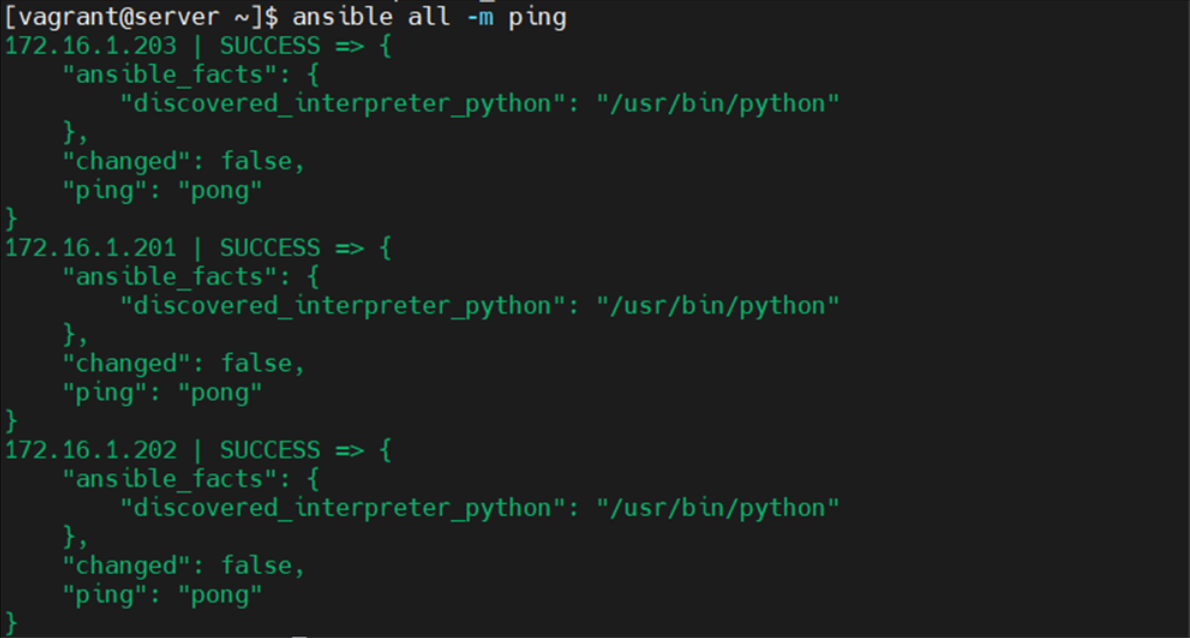 [vagrant@server ~]$ ansible all -m ping
172.16.1.203 | SUCCESS => {
    "ansible_facts": {
        "discovered_interpreter_python": "/usr/bin/python"
    },
    "changed": false,
    "ping": "pong"
}
172.16.1.201 | SUCCESS => {
    "ansible_facts": {
        "discovered_interpreter_python": "/usr/bin/python"
    },
    "changed": false,
    "ping": "pong"
}
172.16.1.202 | SUCCESS => {
    "ansible_facts": {
        "discovered_interpreter_python": "/usr/bin/python"
    },
    "changed": false,
    "ping": "pong"
}